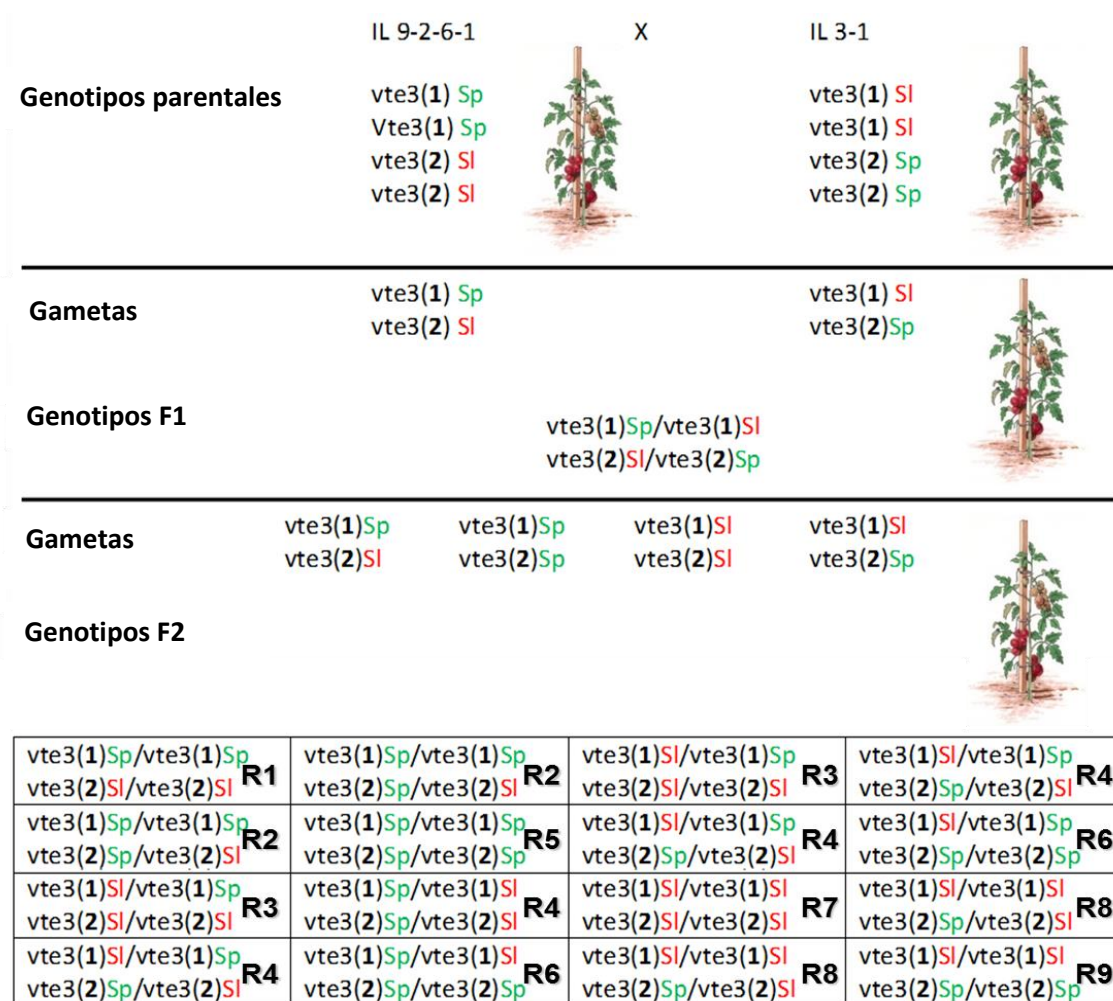 IL 9-2-6-1 X IL 3-1
Genotipos parentales
vte3(1) Sp vte3(1) Sl
Vte3(1) Sp vte3(1) Sl
vte3(2) Sl vte3(2) Sp
vte3(2) Sl vte3(2) Sp
Gametas
vte3(1) Sp vte3(1) Sl
vte3(2) Sl vte3(2)Sp
Genotipos F1
vte3(1)Sp/vte3(1)Sl
vte3(2)Sl/vte3(2)Sp
Gametas
vte3(1)Sp vte3(1)Sp vte3(1)Sl vte3(1)Sl
vte3(2)Sl vte3(2)Sp vte3(2)Sl vte3(2)Sp
Genotipos F2
vte3(1)Sp/vte3(1)Sp
vte3(2)Sl/vte3(2)Sl R1
vte3(1)Sp/vte3(1)Sp
vte3(2)Sp/vte3(2)Sl R2
vte3(1)Sl/vte3(1)Sp
vte3(2)Sl/vte3(2)Sl R3
vte3(1)Sl/vte3(1)Sp
vte3(2)Sp/vte3(2)Sl R4
vte3(1)Sp/vte3(1)Sp
vte3(2)Sp/vte3(2)Sl R2
vte3(1)Sp/vte3(1)Sp
vte3(2)Sp/vte3(2)Sp R5
vte3(1)Sl/vte3(1)Sp
vte3(2)Sp/vte3(2)Sl R4
vte3(1)Sl/vte3(1)Sp
vte3(2)Sp/vte3(2)Sp R6
vte3(1)Sl/vte3(1)Sp
vte3(2)Sl/vte3(2)Sl R3
vte3(1)Sp/vte3(1)Sl
vte3(2)Sp/vte3(2)Sl R4
vte3(1)Sl/vte3(1)Sl
vte3(2)Sl/vte3(2)Sl R7
vte3(1)Sl/vte3(1)Sl
vte3(2)Sp/vte3(2)Sl R8
vte3(1)Sl/vte3(1)Sp
vte3(2)Sp/vte3(2)Sl R4
vte3(1)Sp/vte3(1)Sl
vte3(2)Sp/vte3(2)Sp R6
vte3(1)Sl/vte3(1)Sl
vte3(2)Sp/vte3(2)Sl R8
vte3(1)Sl/vte3(1)Sl
vte3(2)Sp/vte3(2)Sp R9